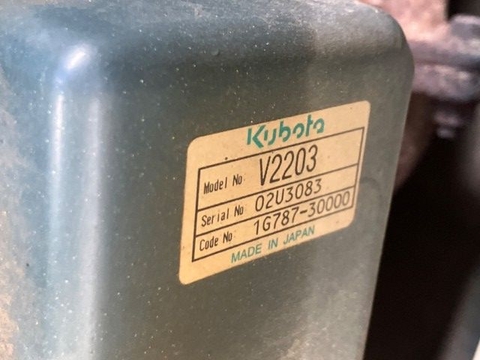 Kubota
Model No. V2203
Serial No 02U3083
Code No. 1G787-30000
MADE IN JAPAN